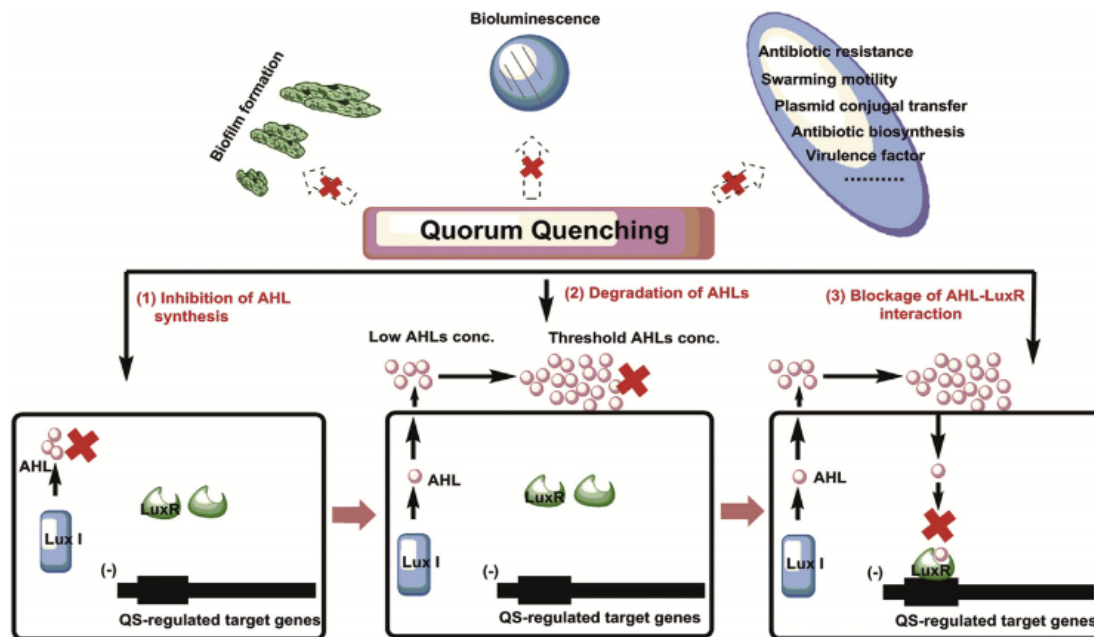 Bioluminescence
Biofilm formation
Antibiotic resistance
Swarming motility
Plasmid conjugal transfer
Antibiotic biosynthesis
Virulence factor
..........
Quorum Quenching
(1) Inhibition of AHL
synthesis
(2) Degradation of AHLs
(3) Blockage of AHL-LuxR
interaction
Low AHLs conc.
Threshold AHLs conc.
AHL
LuxR
Lux I
(-)
QS-regulated target genes
AHL
LuxR
Lux I
(-)
QS-regulated target genes
AHL
Lux I
LuxR
(-)
QS-regulated target genes